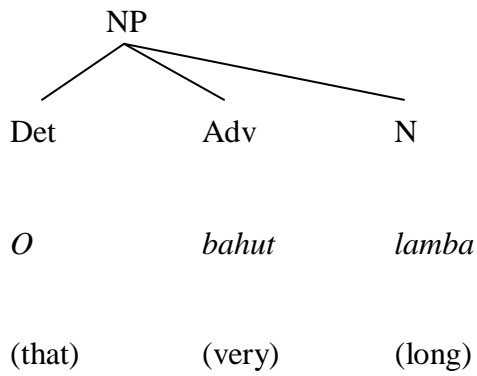 NP
Det Adv N
O bahut lamba
(that) (very) (long)